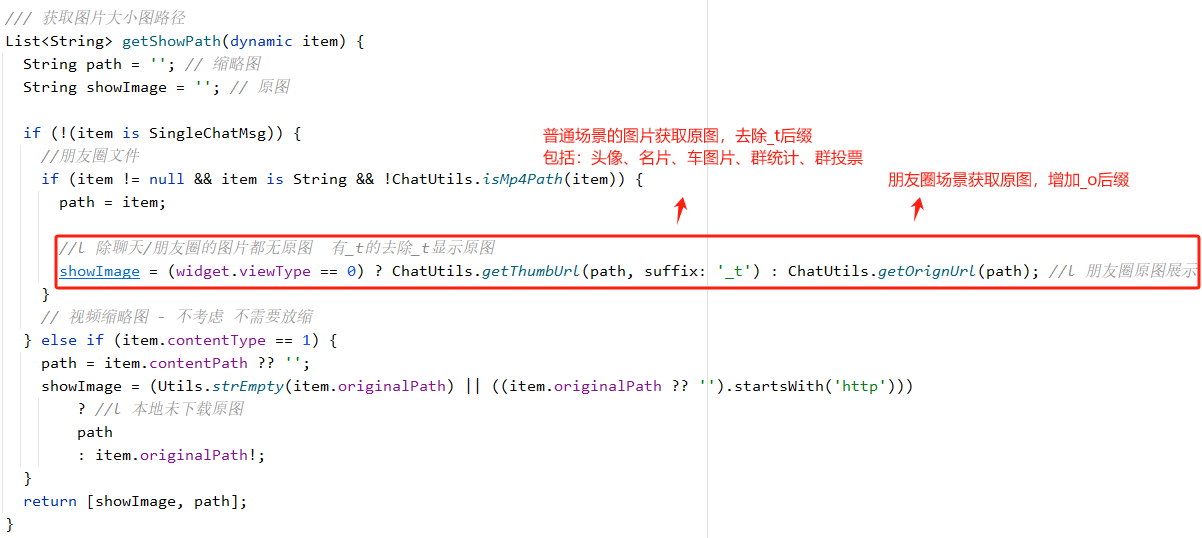 /// 获取图片大小图路径
List<String> getShowPath(dynamic item) {
String path = ''; // 缩略图
String showImage = ''; // 原图
if (!(item is SingleChatMsg)) {
//朋友圈文件
if (item != null && item is String && !ChatUtils.isMp4Path(item)) {
path = item;
普通场景的图片获取原图，去除_t后缀
包括：头像、名片、车图片、群统计、群投票
朋友圈场景获取原图，增加_o后缀
//l 除聊天/朋友圈的图片都无原图  有_t的去除_t显示原图
showImage = (widget.viewType == 0) ? ChatUtils.getThumbUrl(path, suffix: '_t') : ChatUtils.getOrignUrl(path); //l 朋友圈原图展示
}
// 视频缩略图 - 不考虑 不需要放缩
} else if (item.contentType == 1) {
path = item.contentPath ?? '';
showImage = (Utils.strEmpty(item.originalPath) || ((item.originalPath ?? '').startsWith('http')))
? //l 本地未下载原图
path
: item.originalPath!;
}
return [showImage, path];
}